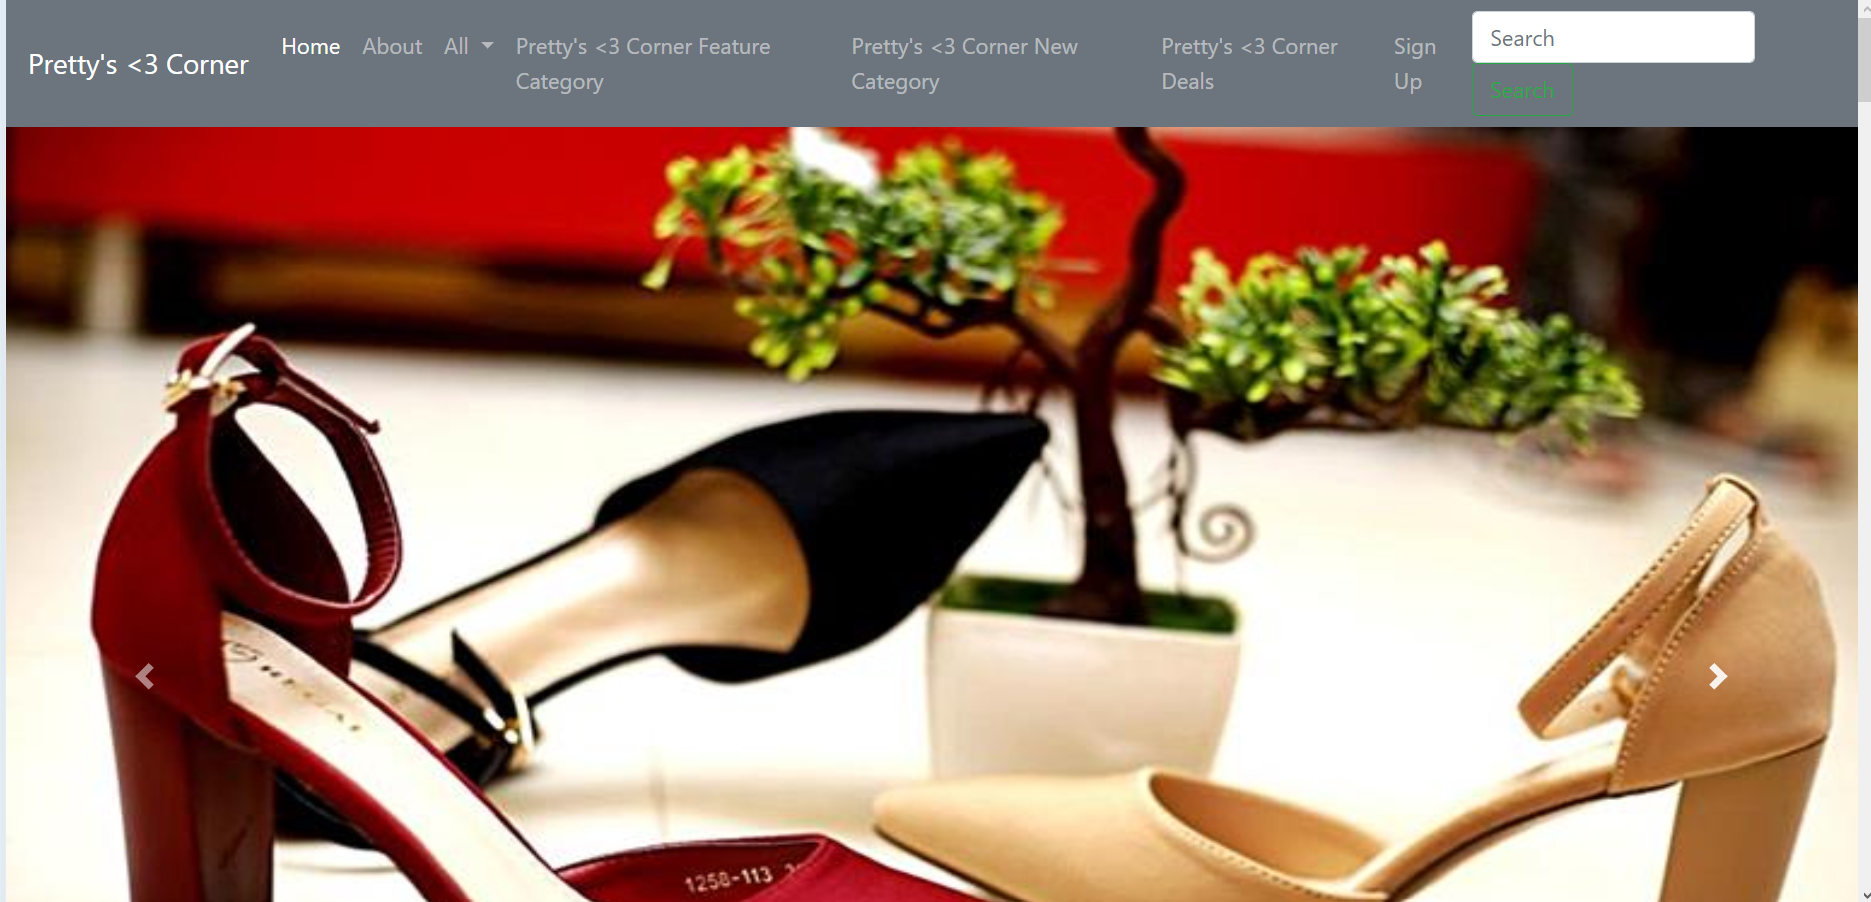 Pretty's <3 Corner
Home
About
All
Pretty's <3 Corner Feature
Category
Pretty's <3 Corner New
Category
Pretty's <3 Corner
Deals
Sign
Up
Search
Search
1258-113